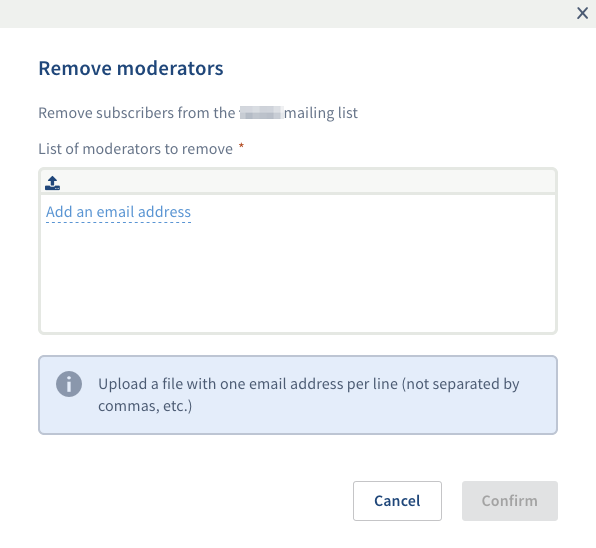 Remove moderators
Remove subscribers from the mailing list
List of moderators to remove *
Add an email address
Upload a file with one email address per line (not separated by
commas, etc.)
Cancel Confirm